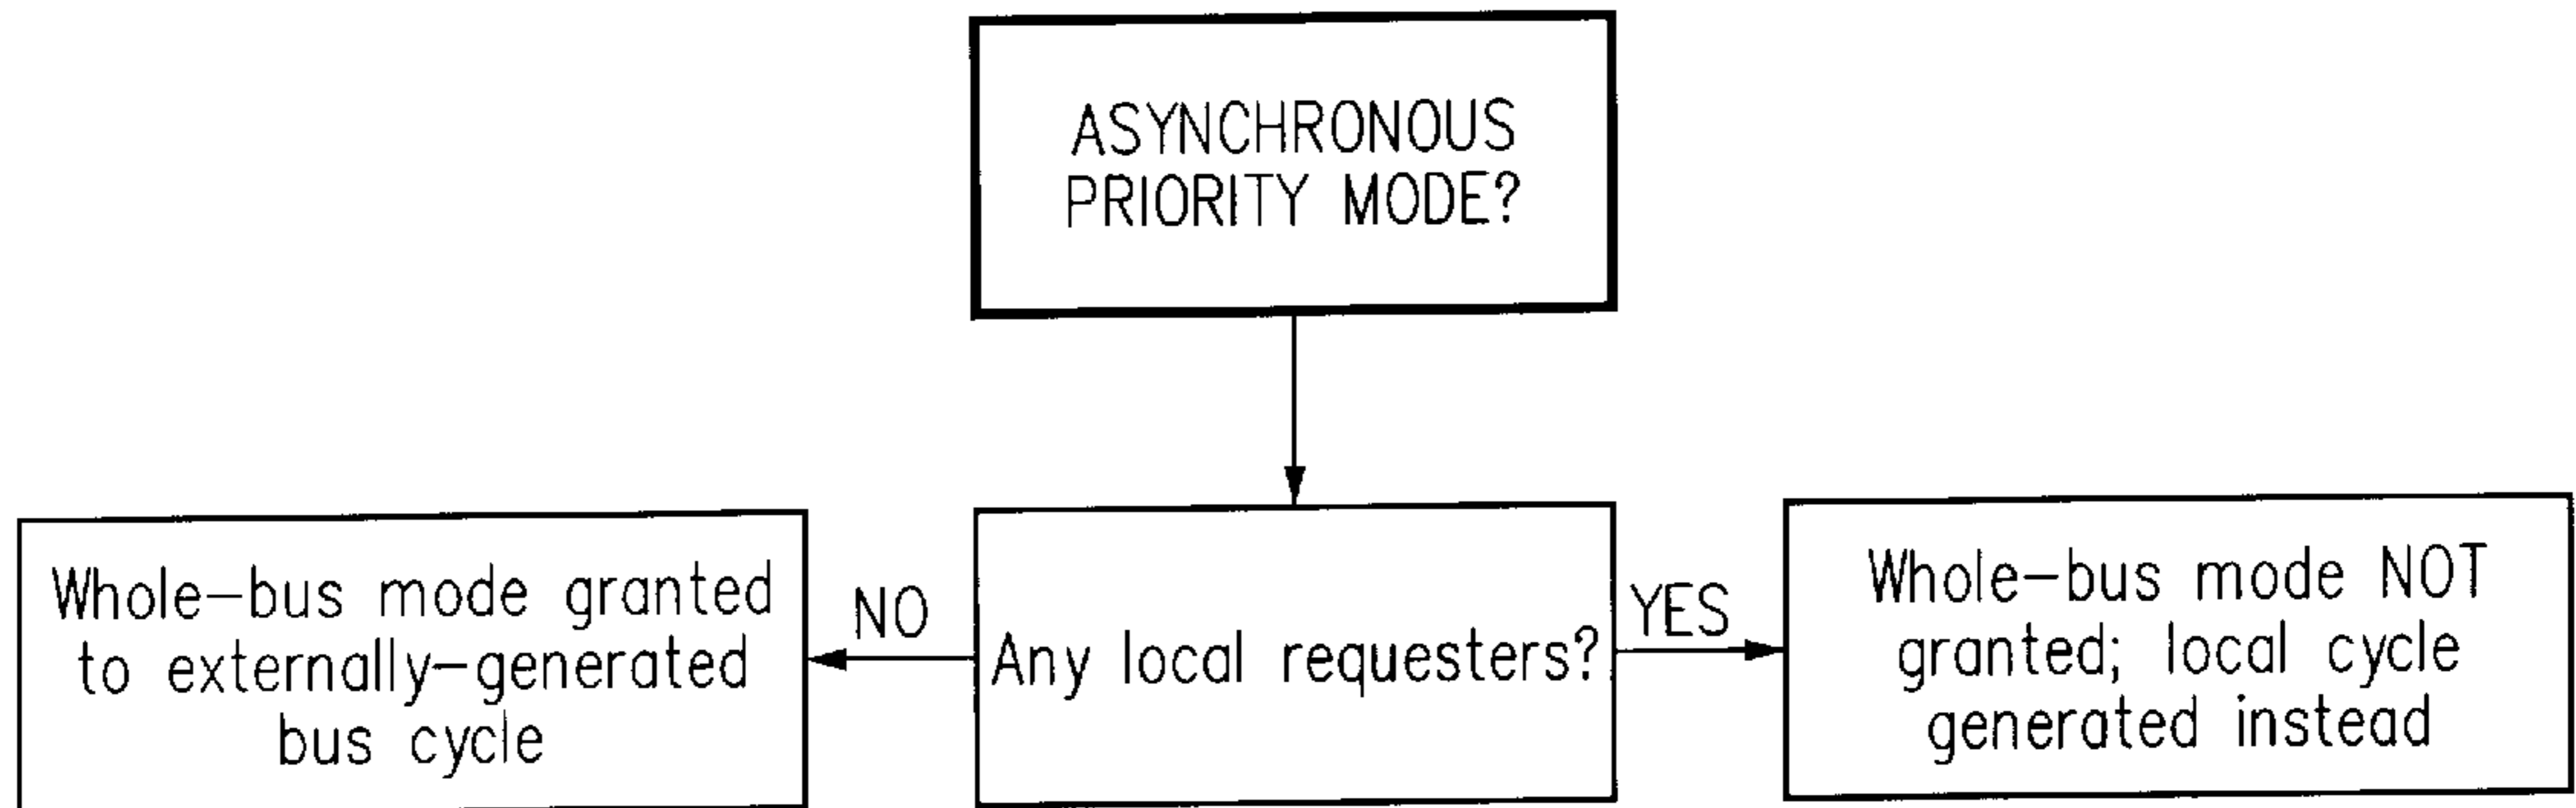 ASYNCHRONOUS
PRIORITY MODE?
Whole-bus mode granted
to externally-generated
bus cycle
NO
Any local requesters?
YES
Whole-bus mode NOT
granted; local cycle
generated instead